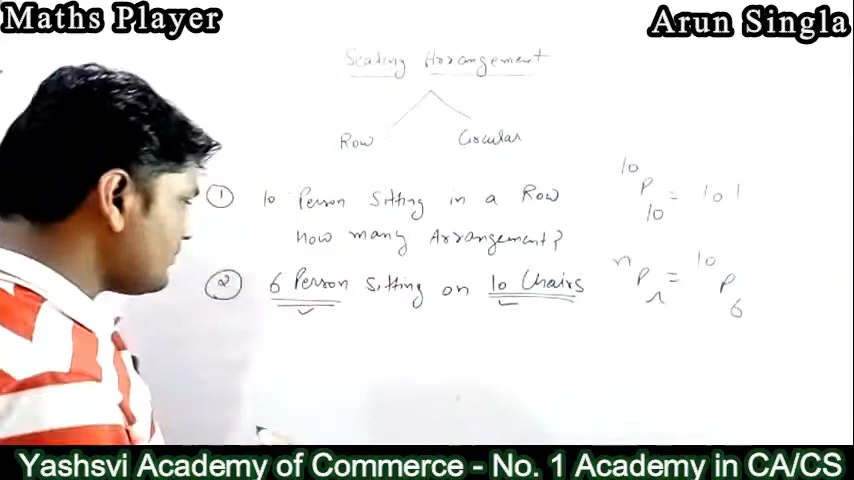 Maths Player
Arun Singla
Seating Arrangement
Row Circular
① 10 Person Sitting in a Row
How many Arrangement?
10P10 = 10!
② 6 Person Sitting on 10 Chairs
nPr = 10P6
Yashsvi Academy of Commerce - No. 1 Academy in CA/CS